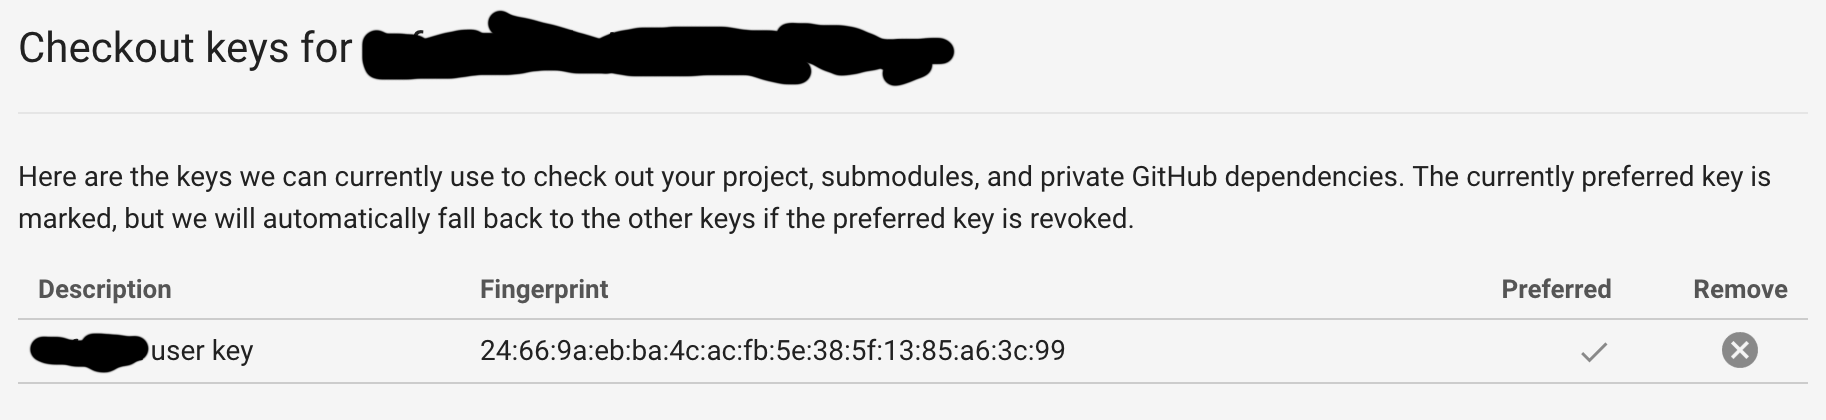 Checkout keys for
Here are the keys we can currently use to check out your project, submodules, and private GitHub dependencies. The currently preferred key is
marked, but we will automatically fall back to the other keys if the preferred key is revoked.
Description Fingerprint Preferred Remove
user key 24:66:9a:eb:ba:4c:ac:fb:5e:38:5f:13:85:a6:3c:99